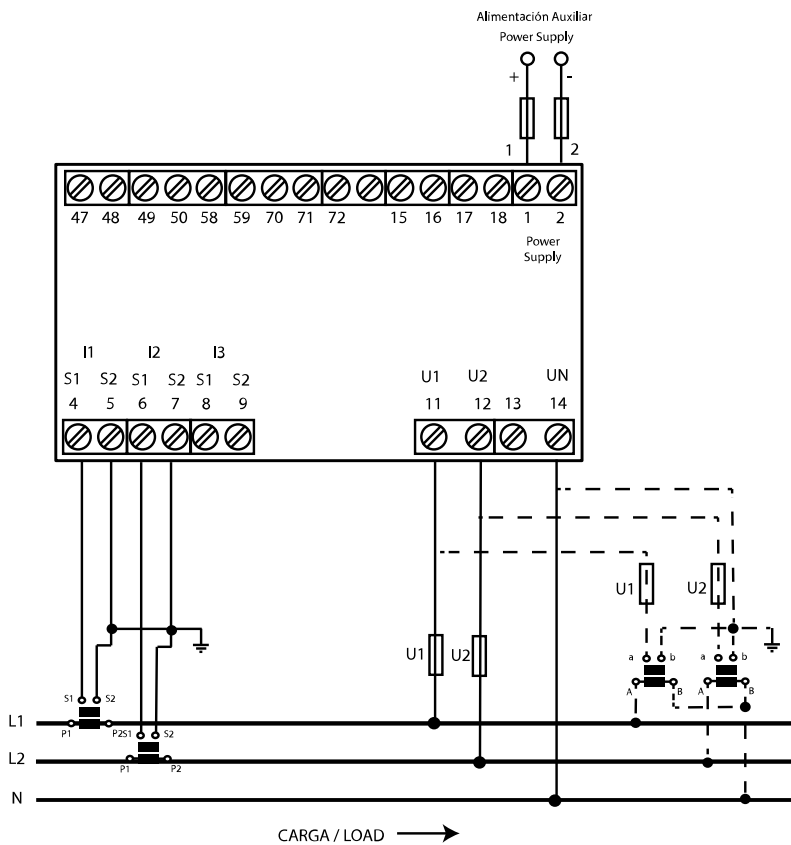 Alimentación Auxiliar
Power Supply
+ -
1 2
47 48 49 50 58 59 70 71 72 15 16 17 18 1 2
Power
Supply
I1 I2 I3
S1 S2 S1 S2 S1 S2
4 5 6 7 8 9
U1 U2 UN
11 12 13 14
U1 U2
U1 U2
a b a b
A B A B
S1 S2
P1 P2
S1 S2
P1 P2
L1
L2
N
CARGA / LOAD